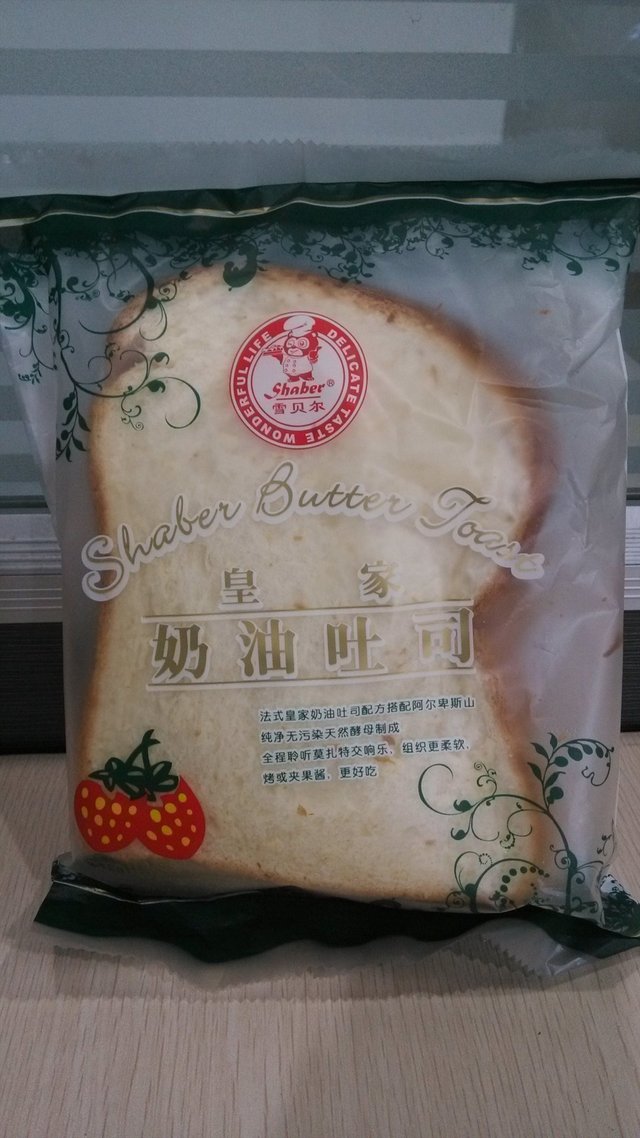 WONDERFUL LIFE DELICATE TASTE
Shaber®
雪贝尔
Shaber Butter Toast
皇家
奶油吐司
法式皇家奶油吐司配方搭配阿尔卑斯山
纯净无污染天然酵母制成
全程聆听莫扎特交响乐、组织更柔软,
烤或夹果酱,更好吃